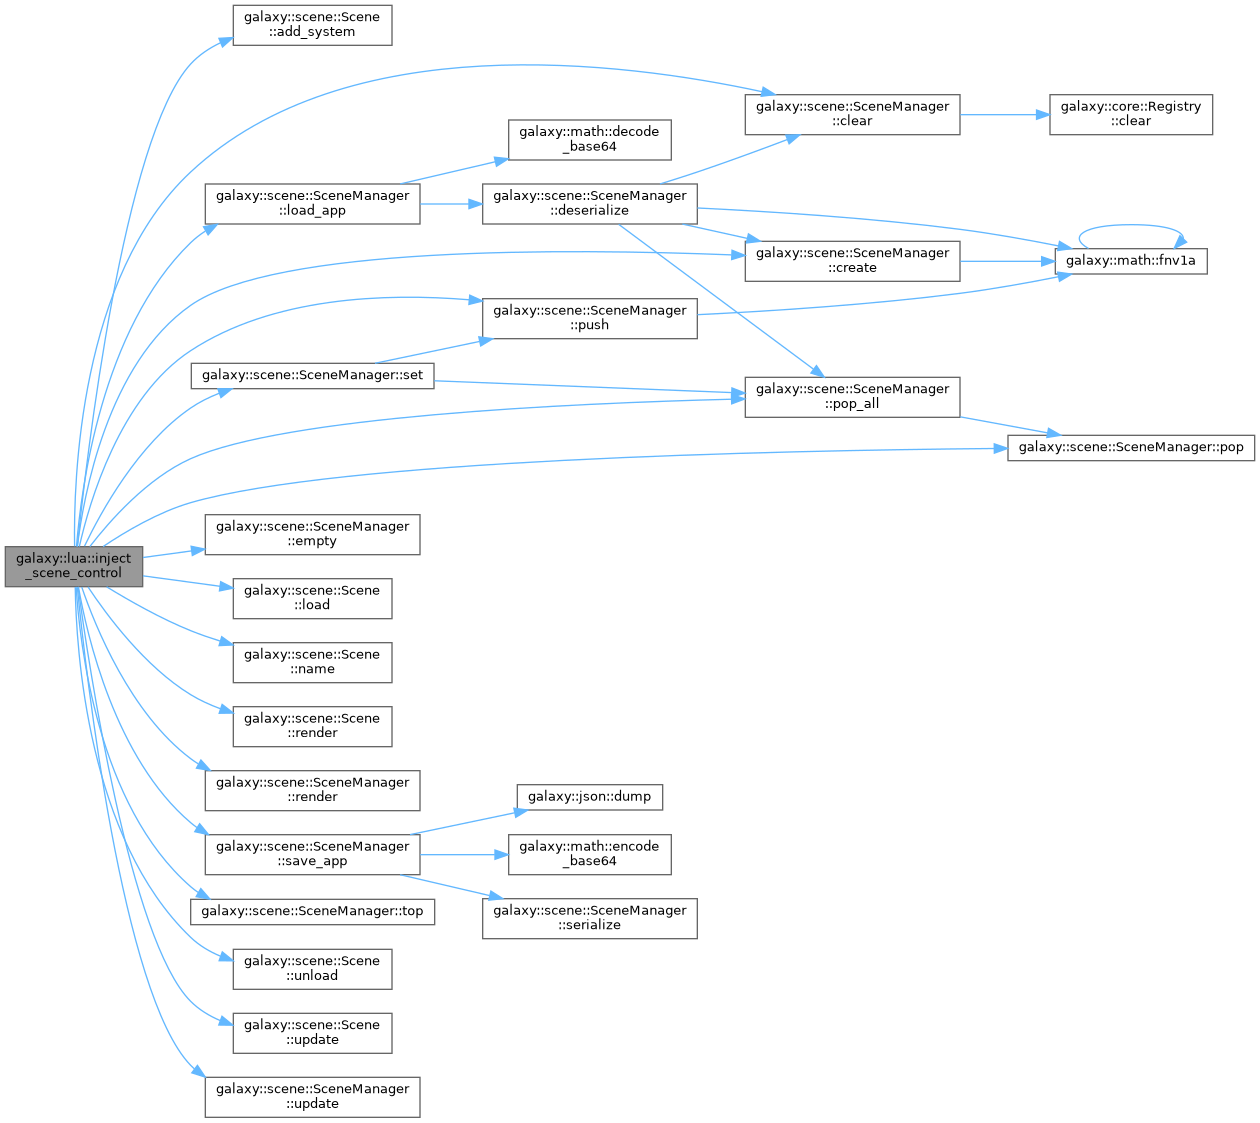 galaxy::scene::Scene
::add_system
galaxy::scene::SceneManager
::clear
galaxy::core::Registry
::clear
galaxy::math::decode
_base64
galaxy::scene::SceneManager
::load_app
galaxy::scene::SceneManager
::deserialize
galaxy::scene::SceneManager
::create
galaxy::math::fnv1a
galaxy::scene::SceneManager
::push
galaxy::scene::SceneManager::set
galaxy::scene::SceneManager
::pop_all
galaxy::scene::SceneManager::pop
galaxy::scene::SceneManager
::empty
galaxy::lua::inject
_scene_control
galaxy::scene::Scene
::load
galaxy::scene::Scene
::name
galaxy::scene::Scene
::render
galaxy::scene::SceneManager
::render
galaxy::json::dump
galaxy::scene::SceneManager
::save_app
galaxy::math::encode
_base64
galaxy::scene::SceneManager::top
galaxy::scene::SceneManager
::serialize
galaxy::scene::Scene
::unload
galaxy::scene::Scene
::update
galaxy::scene::SceneManager
::update